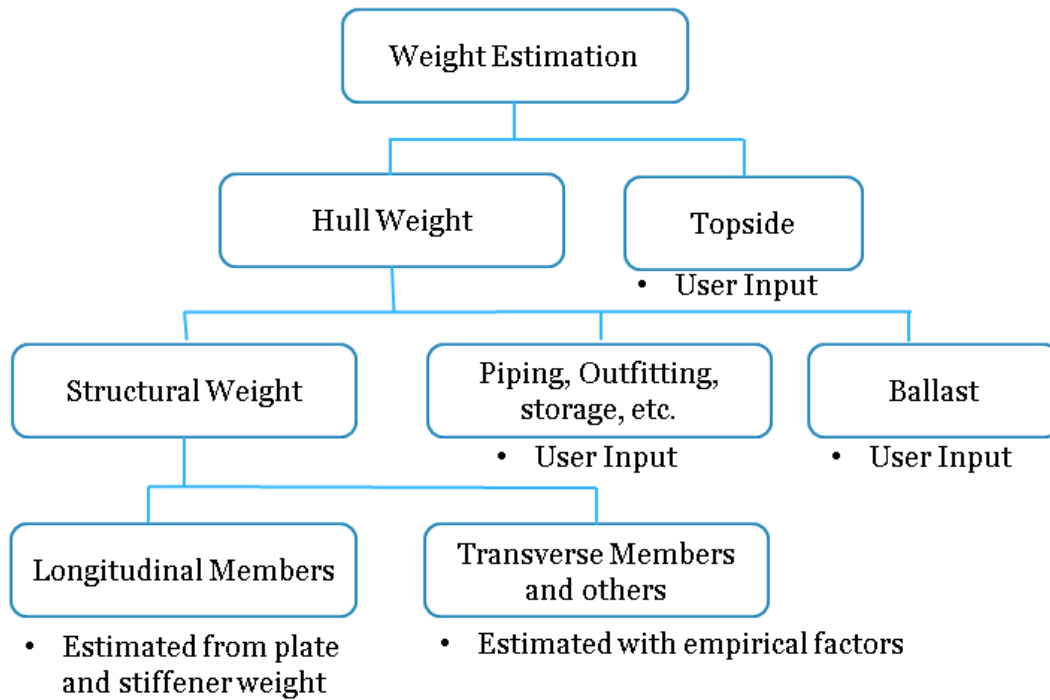 Weight Estimation
Hull Weight
Topside
• User Input
Structural Weight
Piping, Outfitting,
storage, etc.
• User Input
Ballast
• User Input
Longitudinal Members
• Estimated from plate
and stiffener weight
Transverse Members
and others
• Estimated with empirical factors